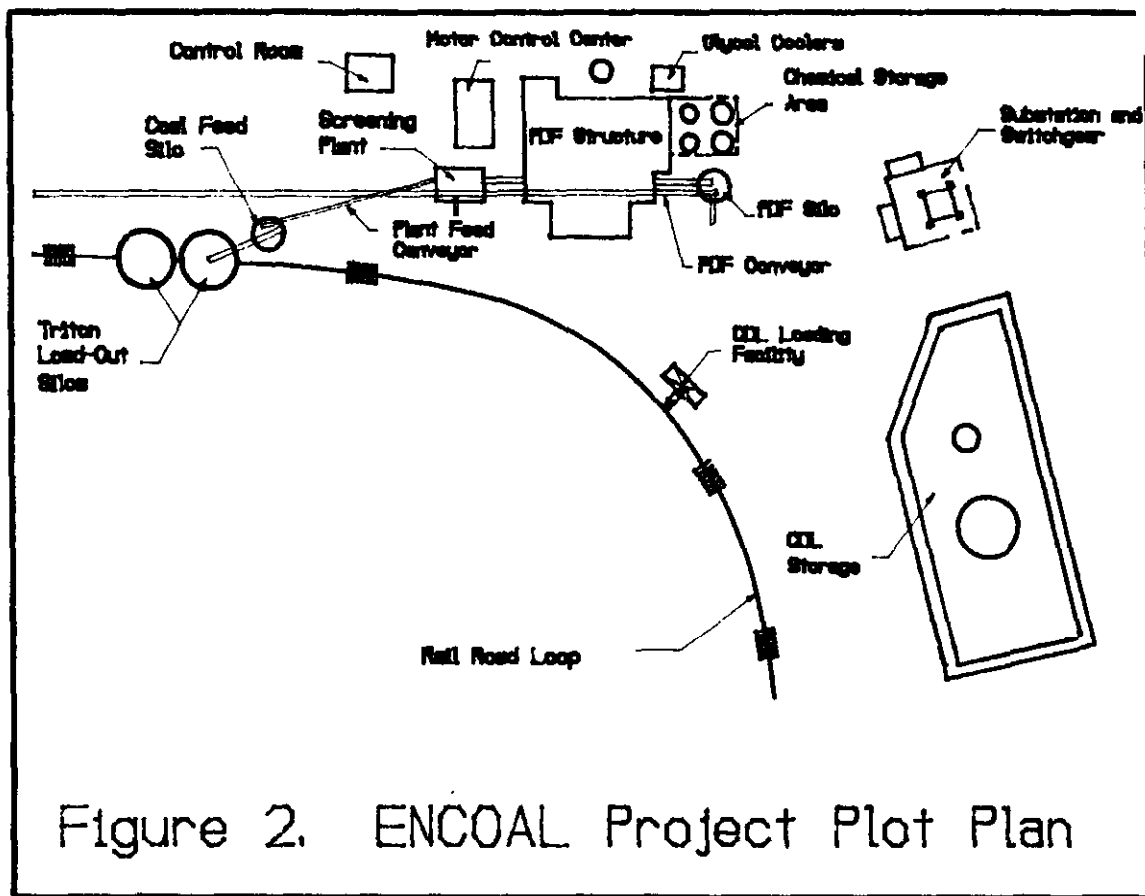 Control Room
Motor Control Center
Glycol Coolers
Chemical Storage
Area
Substation and
Switchgear
Coal Feed
Silo
Screening
Plant
PDF Structure
PDF Silo
Plant Feed
Conveyor
PDF Conveyor
Triton
Load-Out
Silos
CDL Loading
Facility
CDL
Storage
Rail Road Loop
Figure 2. ENCOAL Project Plot Plan